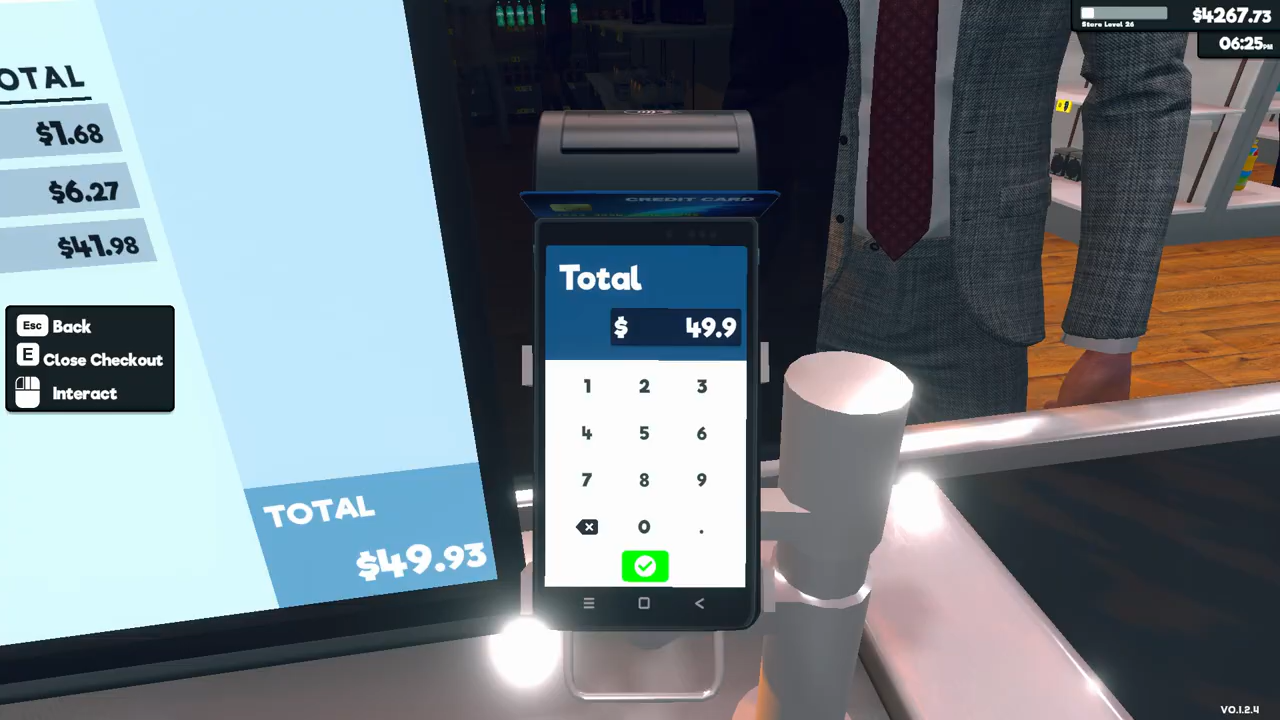 OTAL
$1.68
$6.27
$41.98
Esc Back
E Close Checkout
Interact
TOTAL
$49.93
CREDIT CARD
Total
$ 49.9
1 2 3
4 5 6
7 8 9
0 .
$4267.73
Store Level 26
06:25PM
V0.1.2.4